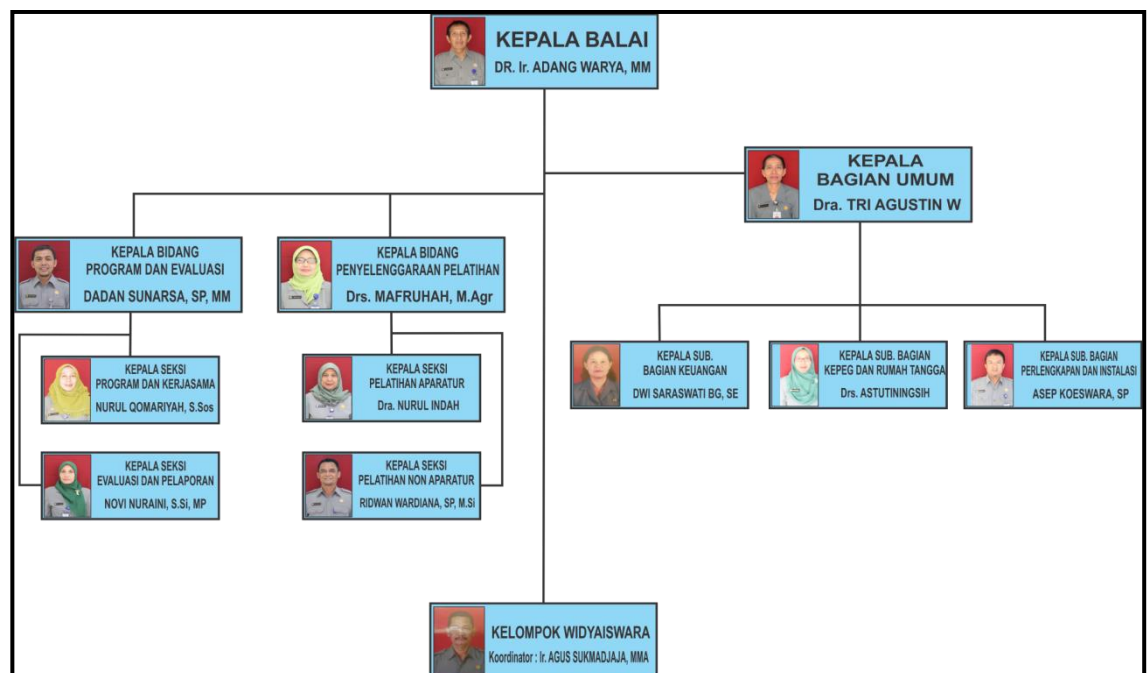 KEPALA BALAI
DR. Ir. ADANG WARYA, MM
KEPALA
BAGIAN UMUM
Dra. TRI AGUSTIN W
KEPALA BIDANG
PROGRAM DAN EVALUASI
DADAN SUNARSA, SP, MM
KEPALA BIDANG
PENYELENGGARAAN PELATIHAN
Drs. MAFRUHAH, M.Agr
KEPALA SUB.
BAGIAN KEUANGAN
DWI SARASWATI BG, SE
KEPALA SUB. BAGIAN
KEPEG DAN RUMAH TANGGA
Drs. ASTUTININGSIH
KEPALA SUB. BAGIAN
PERLENGKAPAN DAN INSTALASI
ASEP KOESWARA, SP
KEPALA SEKSI
PROGRAM DAN KERJASAMA
NURUL QOMARIYAH, S.Sos
KEPALA SEKSI
PELATIHAN APARATUR
Dra. NURUL INDAH
KEPALA SEKSI
EVALUASI DAN PELAPORAN
NOVI NURAINI, S.Si, MP
KEPALA SEKSI
PELATIHAN NON APARATUR
RIDWAN WARDIANA, SP, M.Si
KELOMPOK WIDYAISWARA
Koordinator : Ir. AGUS SUKMADJAJA, MMA